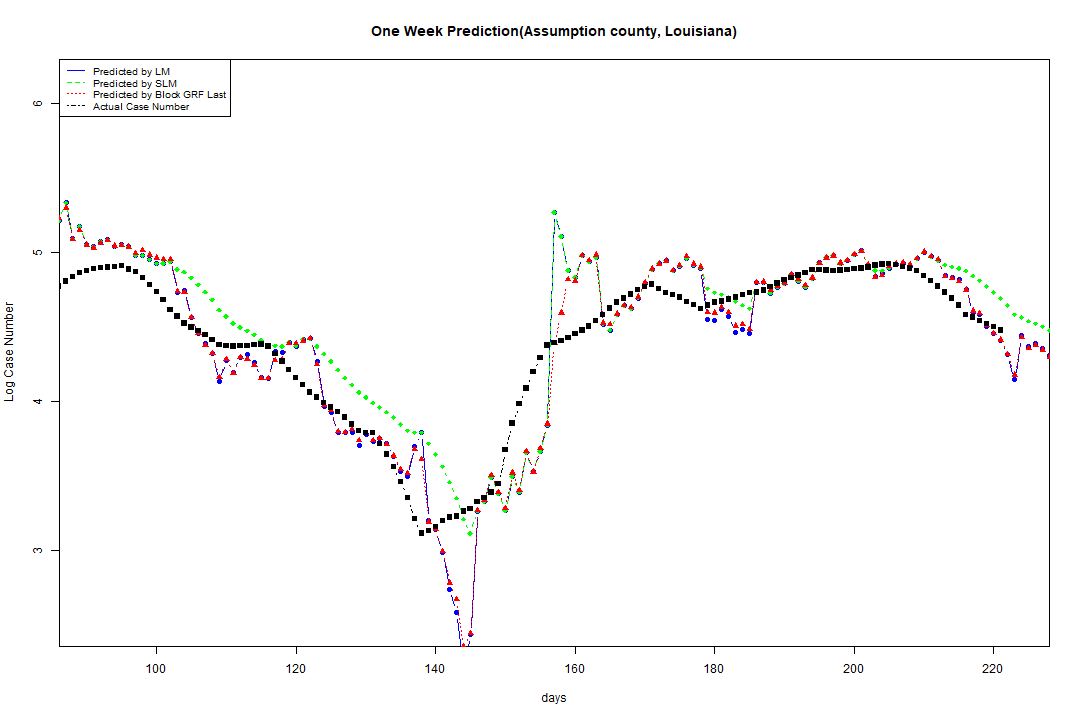 One Week Prediction(Assumption county, Louisiana)
Predicted by LM
Predicted by SLM
Predicted by Block GRF Last
Actual Case Number
6
5
4
3
Log Case Number
100 120 140 160 180 200 220
days